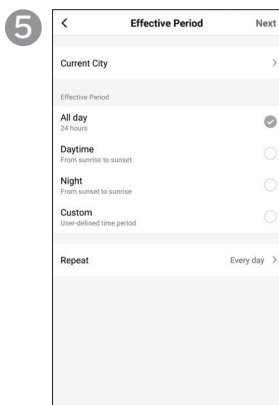 5
Effective Period Next
Current City
Effective Period
All day
24 hours
Daytime
From sunrise to sunset
Night
From sunset to sunrise
Custom
User-defined time period
Repeat Every day